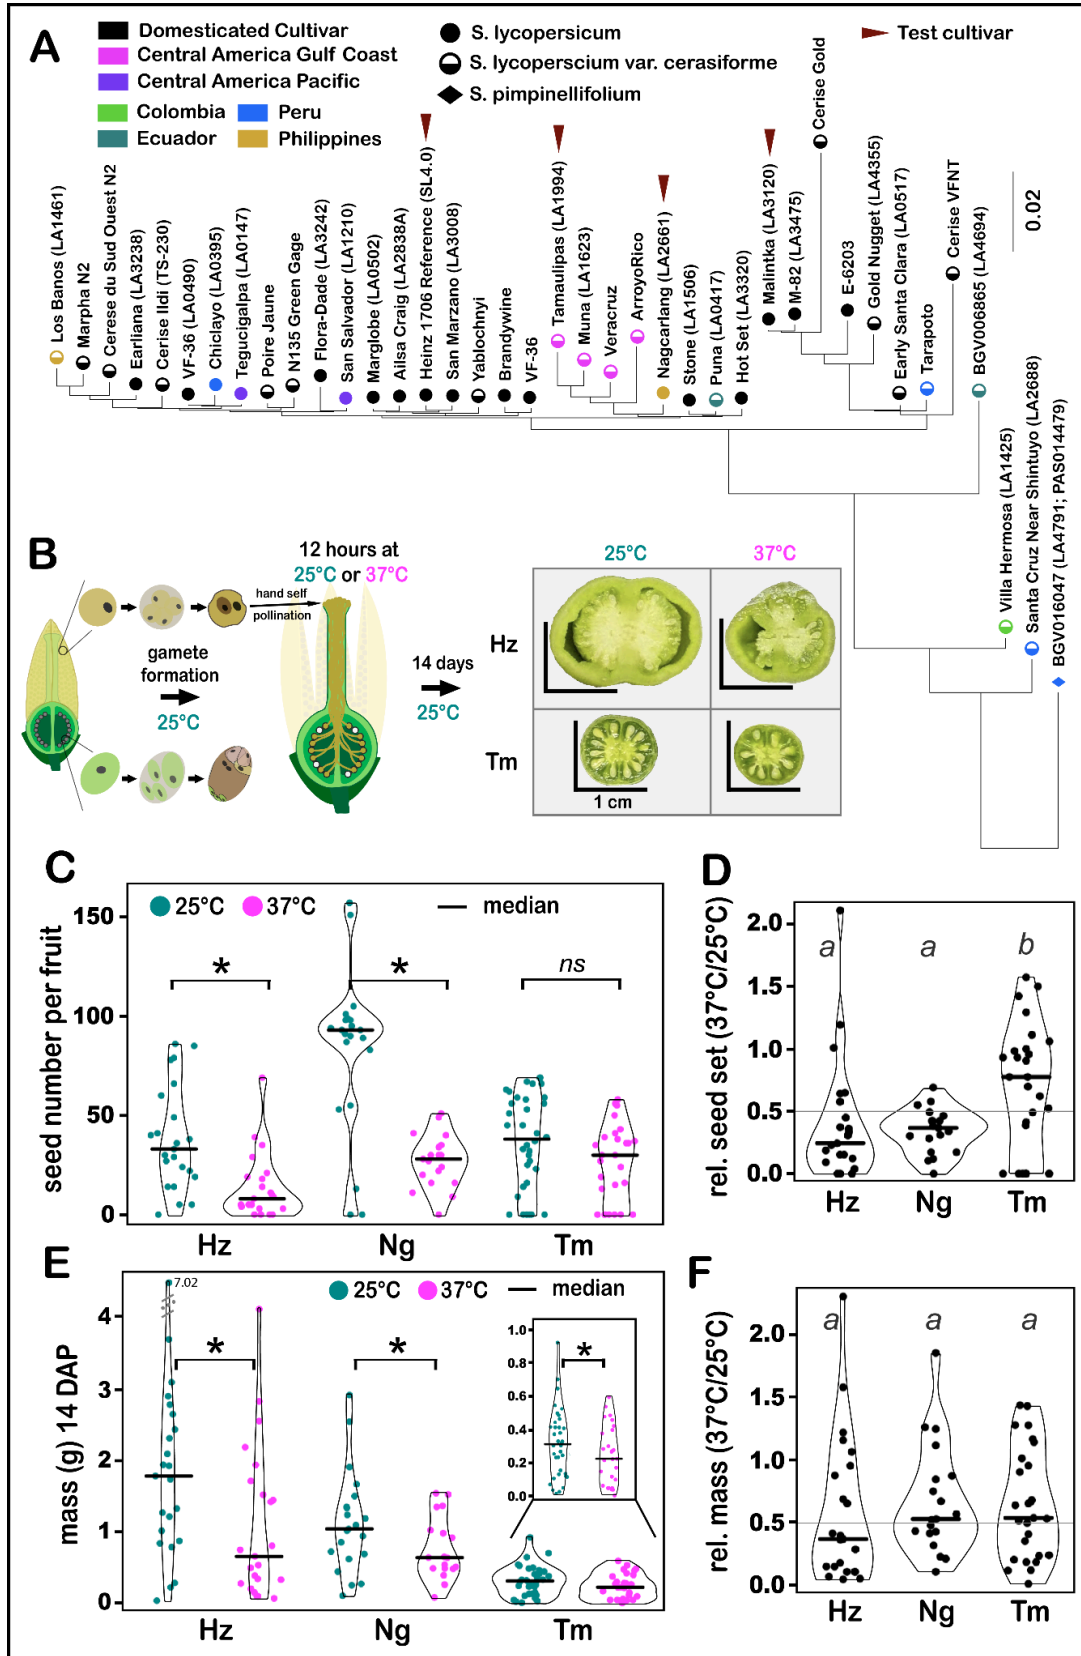 A
Domesticated Cultivar
Central America Gulf Coast
Central America Pacific
Colombia
Peru
Ecuador
Philippines
S. lycopersicum
S. lycoperscium var. cerasiforme
S. pimpinellifolium
Test cultivar
Los Banos (LA1461)
Marpha N2
Cerese du Sud Ouest N2
Earliana (LA3238)
Cerise Ildi (TS-230)
VF-36 (LA0490)
Chiclayo (LA0395)
Tegucigalpa (LA0147)
Poire Jaune
N135 Green Gage
Flora-Dade (LA3242)
San Salvador (LA1210)
Marglobe (LA0502)
Ailsa Craig (LA2838A)
Heinz 1706 Reference (SL4.0)
San Marzano (LA3008)
Yablochnyi
Brandywine
VF-36
Tamaulipas (LA1994)
Muna (LA1623)
Veracruz
ArroyoRico
Nagcarlang (LA2661)
Stone (LA1506)
Puna (LA0417)
Hot Set (LA3320)
Malintka (LA3120)
M-82 (LA3475)
Cerise Gold
E-6203
Gold Nugget (LA4355)
Early Santa Clara (LA0517)
Tarapoto
Cerise VFNT
BGV006865 (LA4694)
Villa Hermosa (LA1425)
Santa Cruz Near Shintuyo (LA2688)
BGV016047 (LA4791; PAS014479)
0.02
B
12 hours at
25°C or 37°C
hand self
pollination
gamete
formation
25°C
14 days
25°C
25°C
37°C
Hz
Tm
1 cm
C
25°C
37°C
median
seed number per fruit
150
100
50
0
*
*
ns
Hz
Ng
Tm
D
rel. seed set (37°C/25°C)
2.0
1.5
1.0
0.5
0.0
a
a
b
Hz
Ng
Tm
E
25°C
37°C
median
7.02
mass (g) 14 DAP
4
3
2
1
0
*
*
1.0
0.8
0.6
0.4
0.2
0.0
*
Hz
Ng
Tm
F
rel. mass (37°C/25°C)
2.0
1.5
1.0
0.5
0.0
a
a
a
Hz
Ng
Tm